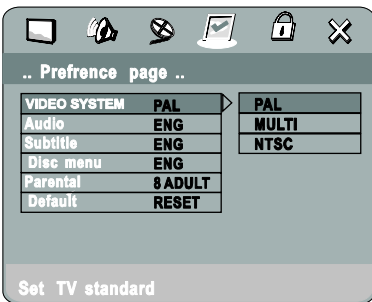 .. Prefrence page ..
VIDEO SYSTEM PAL
Audio ENG
Subtitle ENG
Disc menu ENG
Parental 8 ADULT
Default RESET
PAL
MULTI
NTSC
Set TV standard